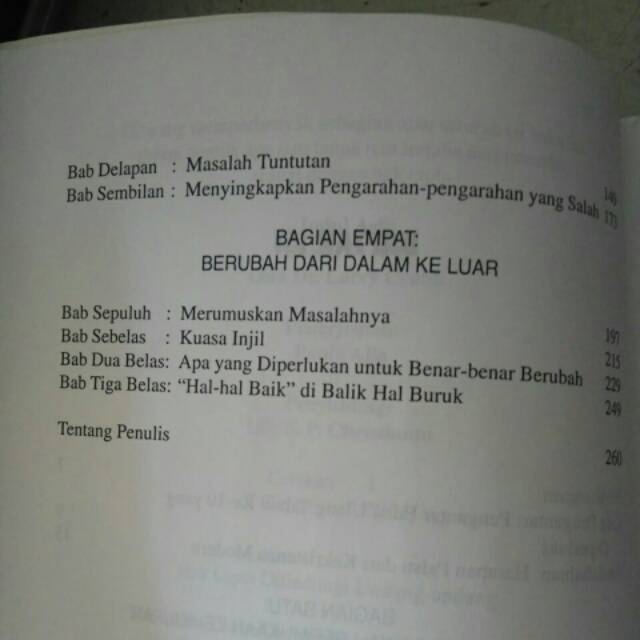 Bab Delapan : Masalah Tuntutan 146
Bab Sembilan : Menyingkapkan Pengarahan-pengarahan yang Salah 173
BAGIAN EMPAT:
BERUBAH DARI DALAM KE LUAR
Bab Sepuluh : Merumuskan Masalahnya 197
Bab Sebelas : Kuasa Injil 215
Bab Dua Belas: Apa yang Diperlukan untuk Benar-benar Berubah 229
Bab Tiga Belas: “Hal-hal Baik” di Balik Hal Buruk 249
Tentang Penulis 260